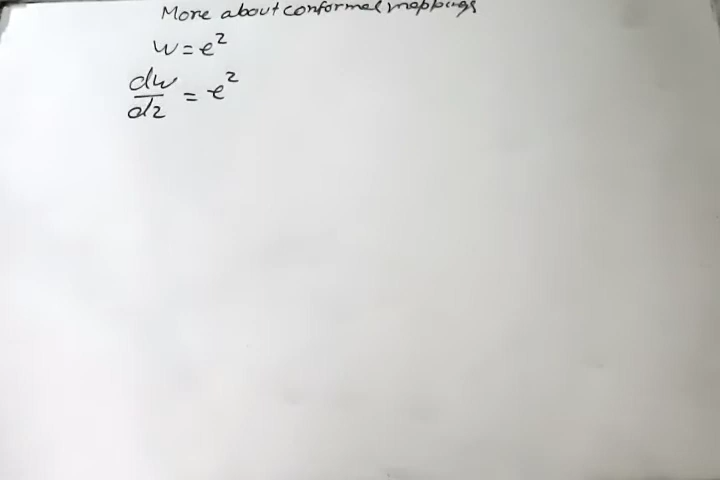 More about conformal mappings
w = e^z
dw/dz = e^z